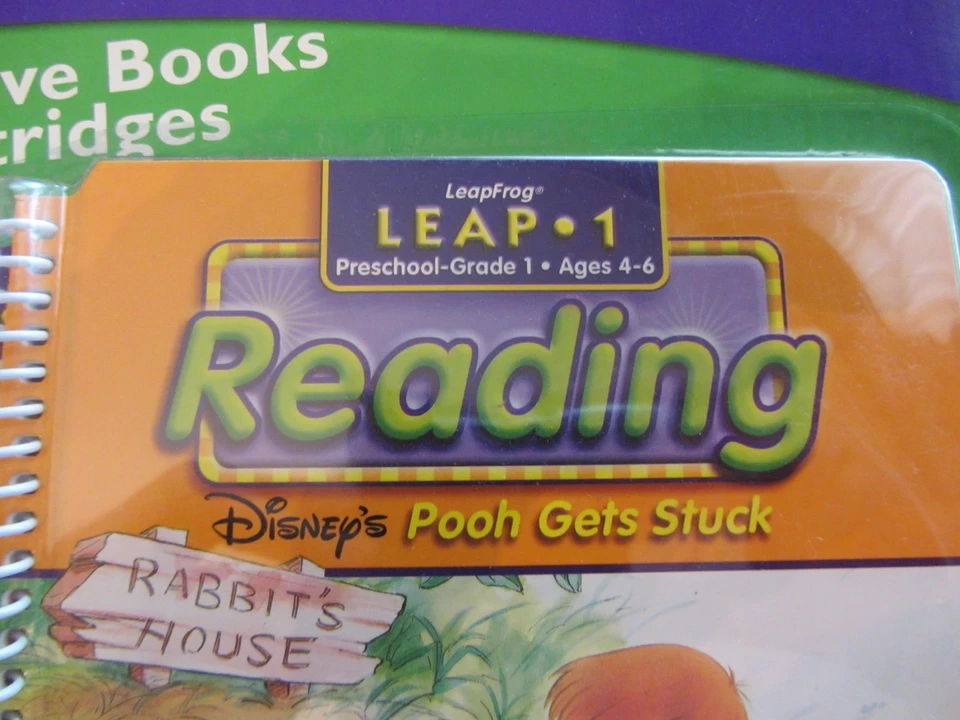 ve Books
tridges
LeapFrog®
LEAP • 1
Preschool-Grade 1 • Ages 4-6
Reading
Disney's Pooh Gets Stuck
RABBIT'S
HOUSE